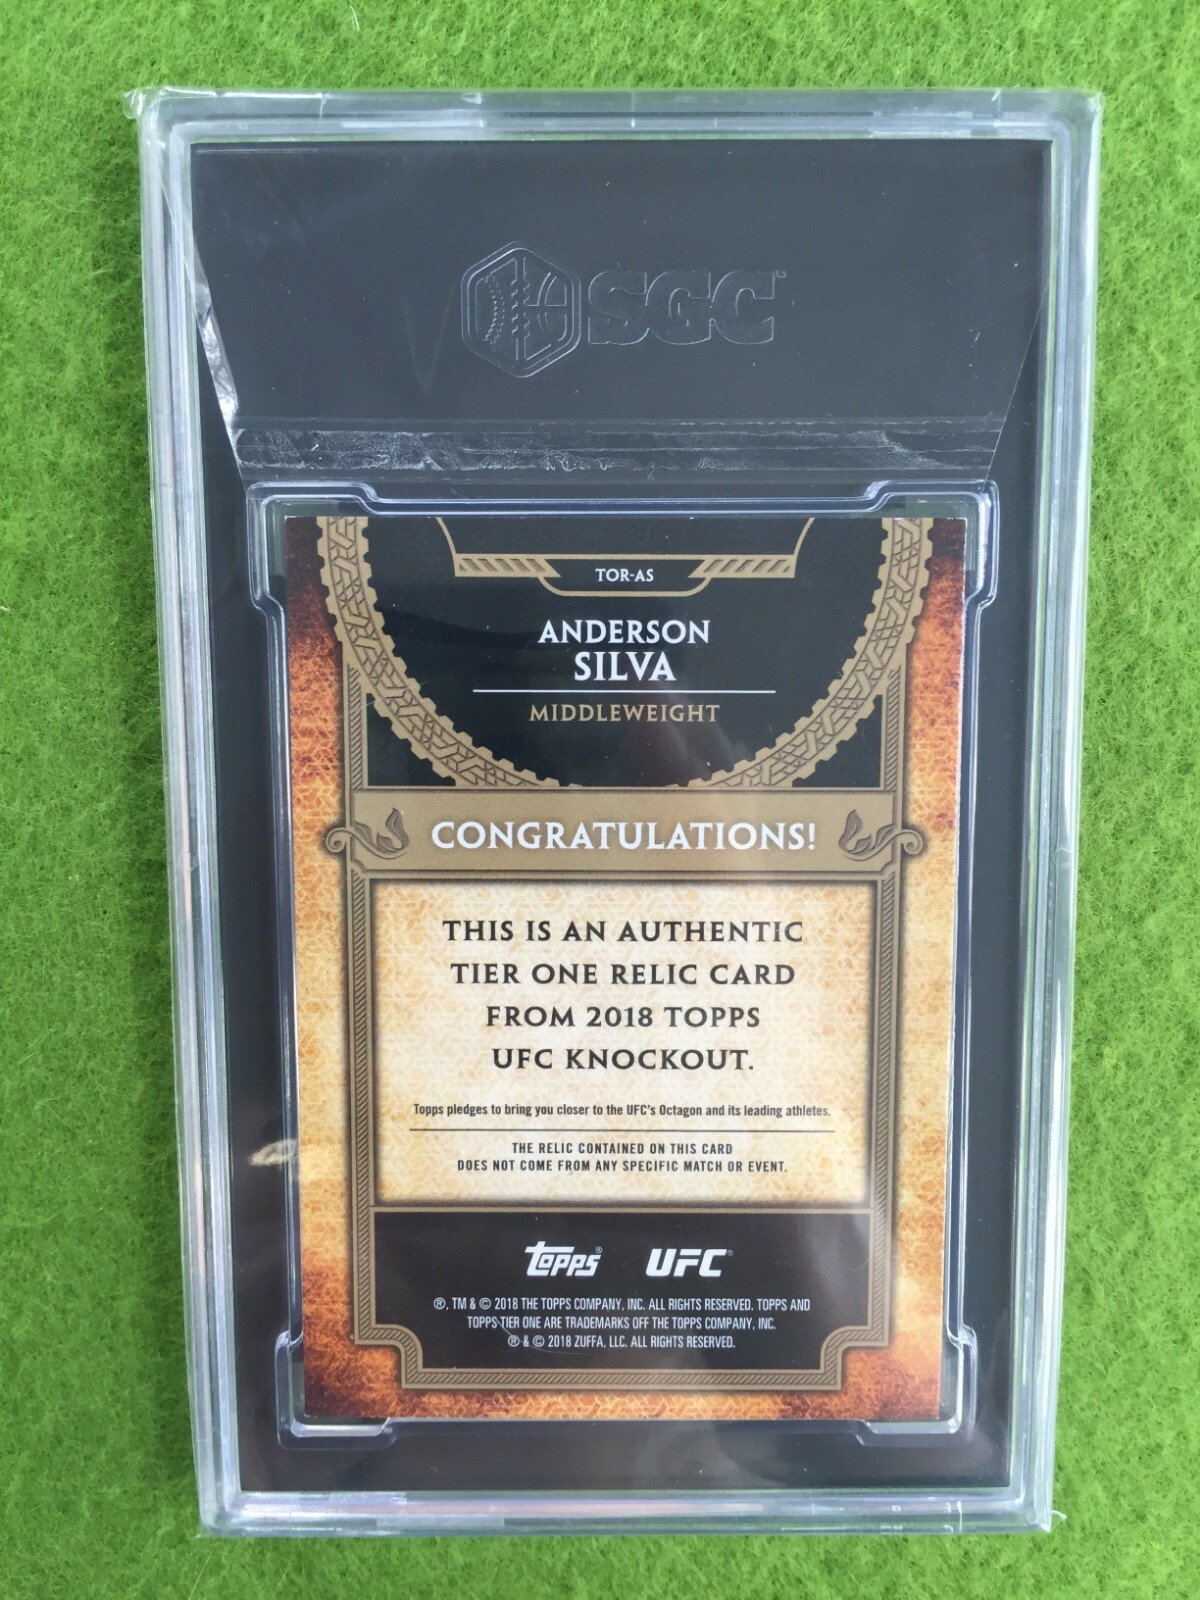 SGC™
TOR-AS
ANDERSON
SILVA
MIDDLEWEIGHT
CONGRATULATIONS!
THIS IS AN AUTHENTIC
TIER ONE RELIC CARD
FROM 2018 TOPPS
UFC KNOCKOUT.
Topps pledges to bring you closer to the UFC's Octagon and its leading athletes.
THE RELIC CONTAINED ON THIS CARD
DOES NOT COME FROM ANY SPECIFIC MATCH OR EVENT.
Topps® UFC®
®, TM & © 2018 THE TOPPS COMPANY, INC. ALL RIGHTS RESERVED. TOPPS AND
TOPPS TIER ONE ARE TRADEMARKS OFF THE TOPPS COMPANY, INC.
® & © 2018 ZUFFA, LLC. ALL RIGHTS RESERVED.